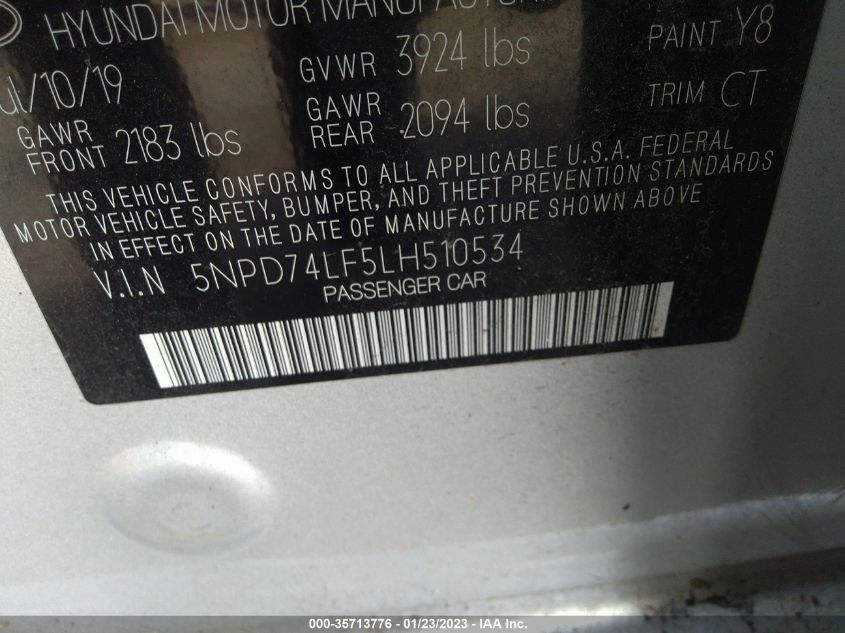 HYUNDAI MOTOR
/10/19 GVWR 3924 lbs PAINT Y8
GAWR FRONT 2183 lbs GAWR REAR 2094 lbs TRIM CT
THIS VEHICLE CONFORMS TO ALL APPLICABLE U.S.A. FEDERAL
MOTOR VEHICLE SAFETY, BUMPER, AND THEFT PREVENTION STANDARDS
IN EFFECT ON THE DATE OF MANUFACTURE SHOWN ABOVE
V.I.N 5NPD74LF5LH510534
PASSENGER CAR
000-35713776 - 01/23/2023 - IAA Inc.